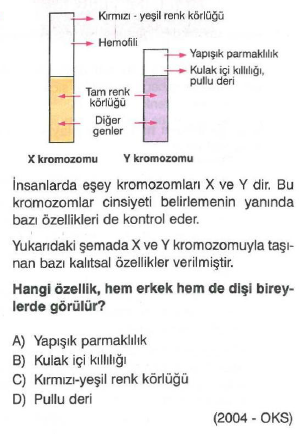 Kırmızı - yeşil renk körlüğü
Hemofili
Yapışık parmaklılık
Kulak içi kıllılığı,
pullu deri
Tam renk
körlüğü
Diğer
genler
X kromozomu Y kromozomu
İnsanlarda eşey kromozomları X ve Y dir. Bu
kromozomlar cinsiyeti belirlemenin yanında
bazı özellikleri de kontrol eder.
Yukarıdaki şemada X ve Y kromozomuyla taşı-
nan bazı kalıtsal özellikler verilmiştir.
Hangi özellik, hem erkek hem de dişi birey-
lerde görülür?
A) Yapışık parmaklılık
B) Kulak içi kıllılığı
C) Kırmızı-yeşil renk körlüğü
D) Pullu deri
(2004 - OKS)